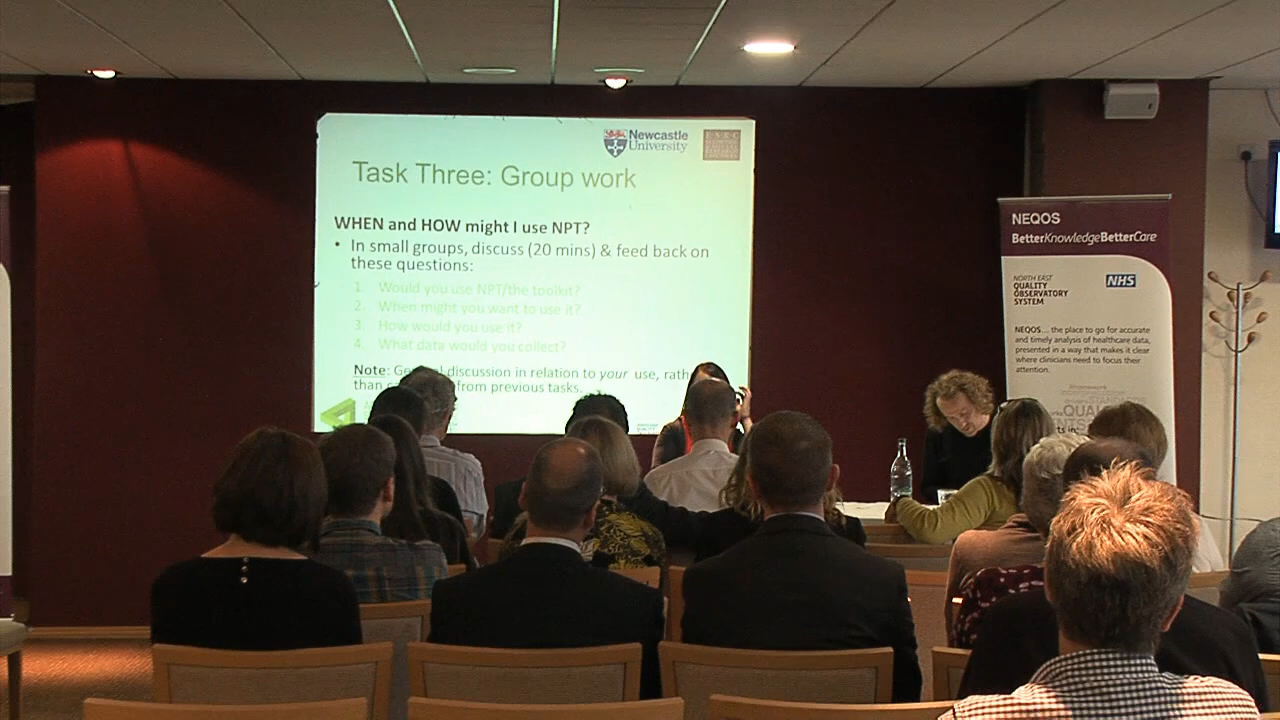 Newcastle
University
E S R C
Task Three: Group work
WHEN and HOW might I use NPT?
• In small groups, discuss (20 mins) & feed back on
these questions:
1. Would you use NPT/the toolkit?
2. When might you want to use it?
3. How would you use it?
4. What data would you collect?
Note: General discussion in relation to your use, rath
than from previous tasks.
NEQOS
BetterKnowledgeBetterCare
NORTH EAST
QUALITY
OBSERVATORY
SYSTEM
NHS
NEQOS... the place to go for accurate
and timely analysis of healthcare data,
presented in a way that makes it clear
where clinicians need to focus their
attention.